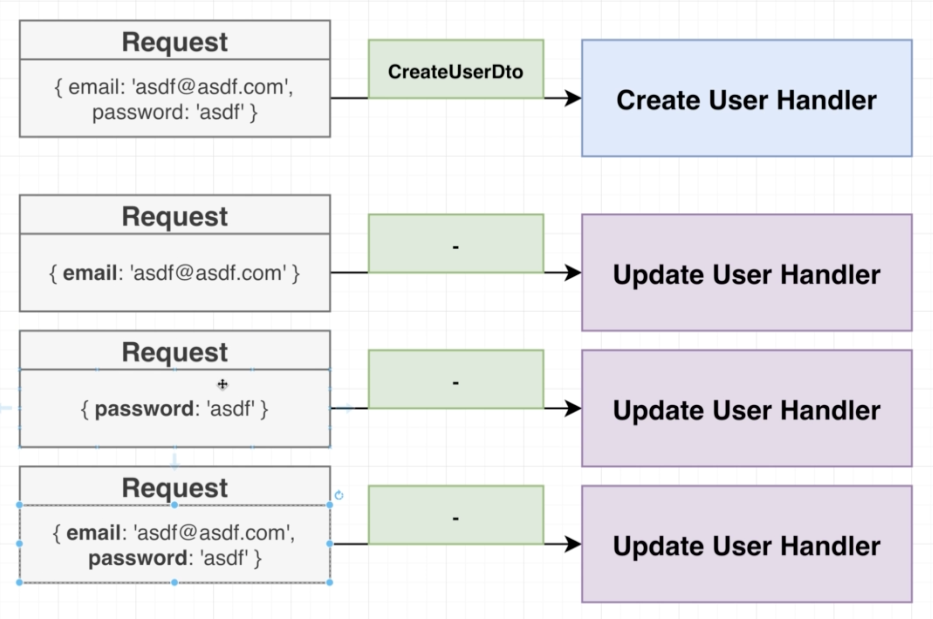 Request
{ email: 'asdf@asdf.com',
password: 'asdf' }
CreateUserDto
Create User Handler
Request
{ email: 'asdf@asdf.com' }
-
Update User Handler
Request
{ password: 'asdf' }
-
Update User Handler
Request
{ email: 'asdf@asdf.com',
password: 'asdf' }
-
Update User Handler